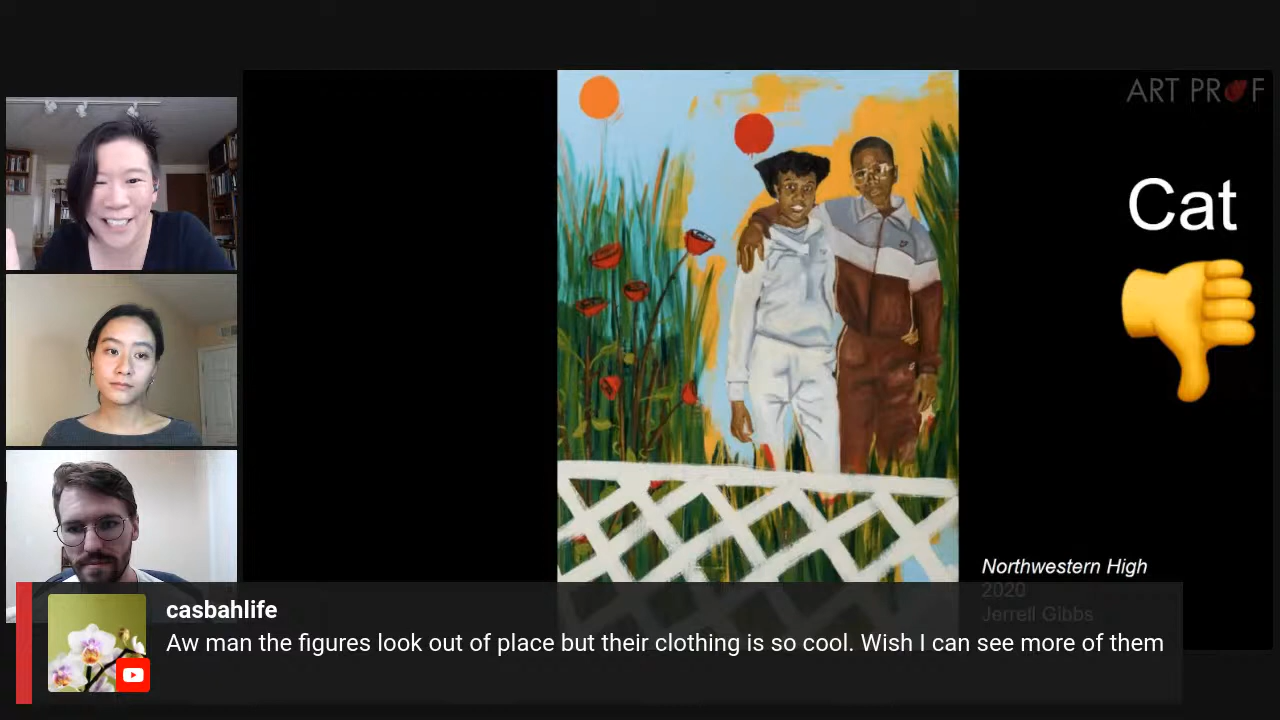 ART PROF
Cat
Northwestern High
2020
Jerrell Gibbs
casbahlife
Aw man the figures look out of place but their clothing is so cool. Wish I can see more of them